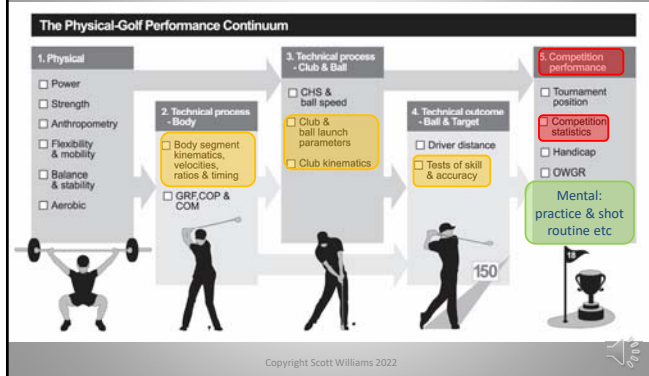 The Physical-Golf Performance Continuum
1. Physical
Power
Strength
Anthropometry
Flexibility
& mobility
Balance
& stability
Aerobic
2. Technical process
- Body
Body segment
kinematics,
velocities,
ratios & timing
GRF,COP &
COM
3. Technical process
- Club & Ball
CHS &
ball speed
Club &
ball launch
parameters
Club kinematics
4. Technical outcome
- Ball & Target
Driver distance
Tests of skill
& accuracy
150
5. Competition
performance
Tournament
position
Competition
statistics
Handicap
OWGR
Mental:
practice & shot
routine etc
18
Copyright Scott Williams 2022